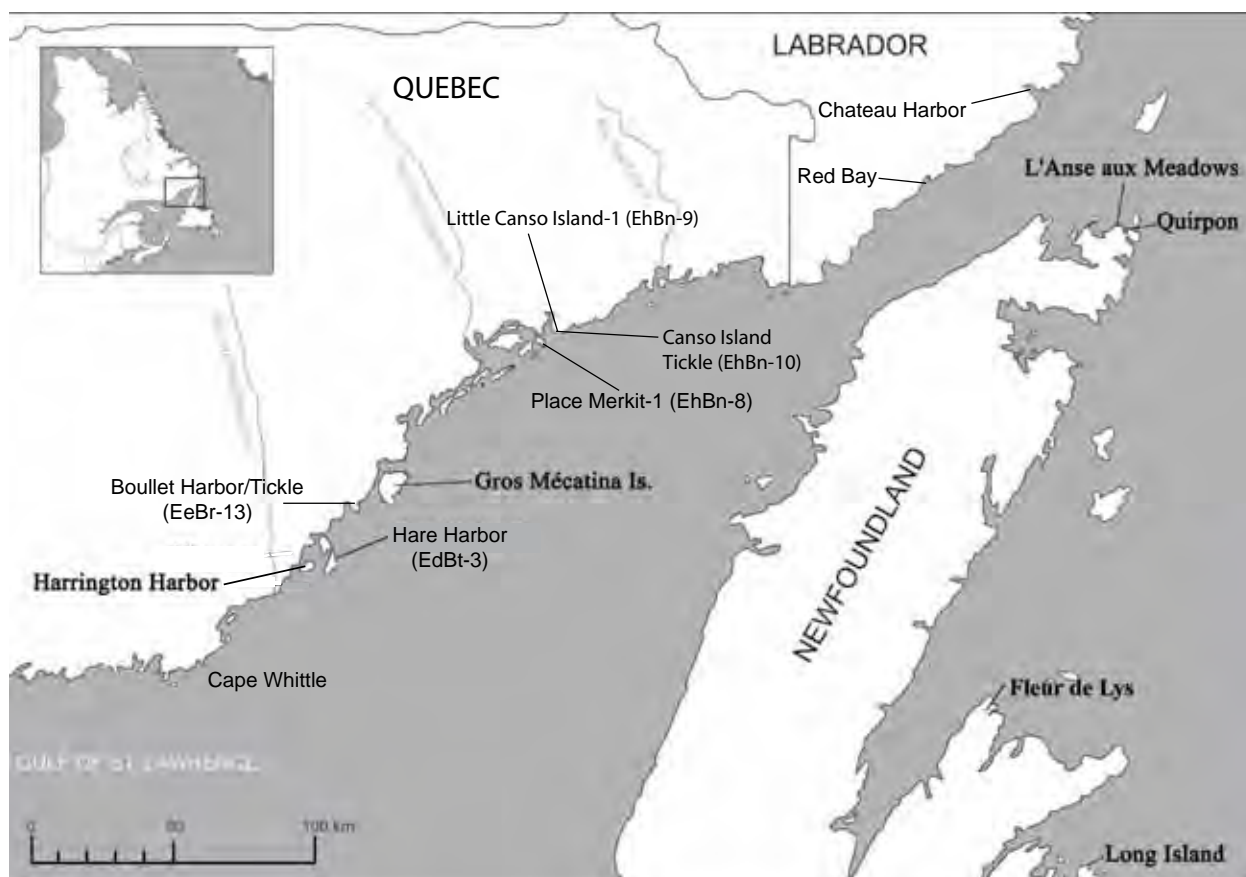 LABRADOR
QUEBEC
Chateau Harbor
L'Anse aux Meadows
Red Bay
Quirpon
Little Canso Island-1 (EhBn-9)
Canso Island
Tickle (EhBn-10)
Place Merkit-1 (EhBn-8)
Gros Mécatina Is.
Boullet Harbor/Tickle
(EeBr-13)
Hare Harbor
(EdBt-3)
Harrington Harbor
NEWFOUNDLAND
Cape Whittle
Fleur de Lys
GULF OF ST LAWRENCE
0 50 100 km
Long Island